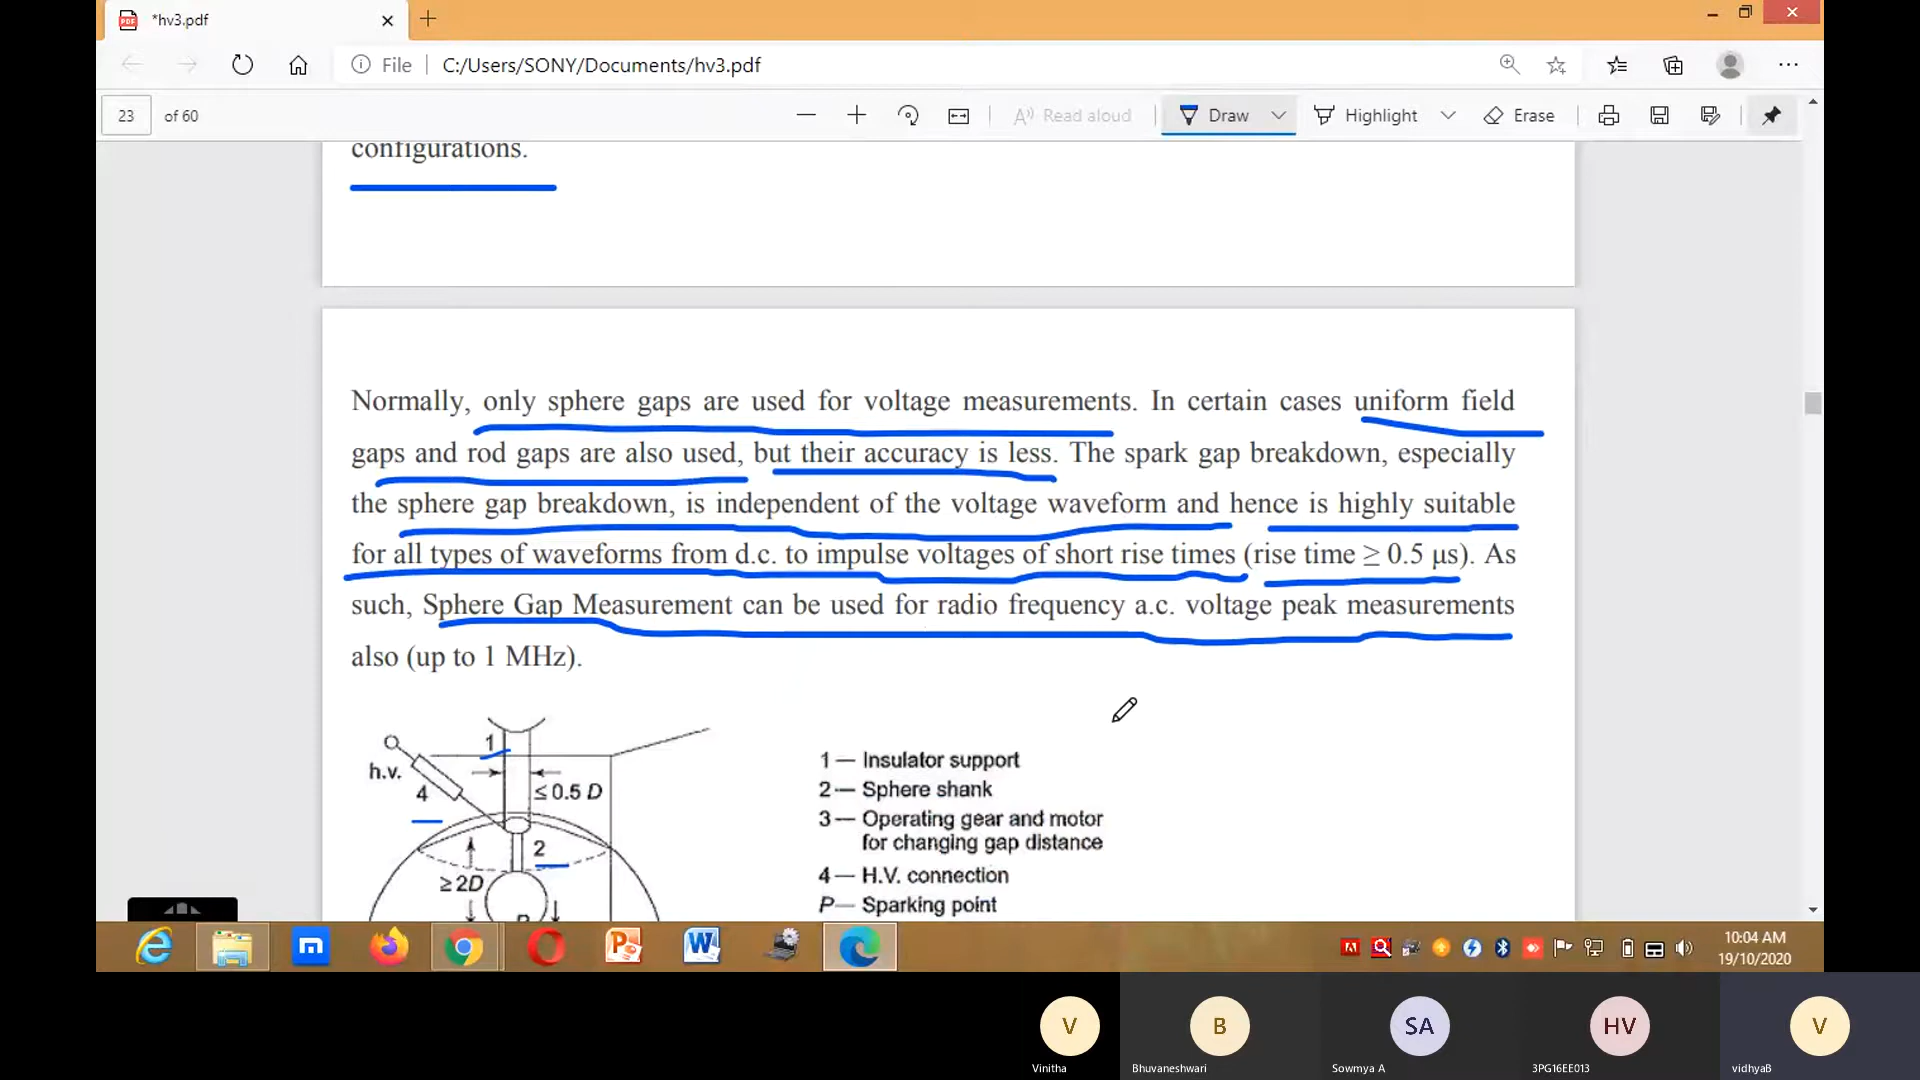 *hv3.pdf
File
C:/Users/SONY/Documents/hv3.pdf
23 of 60
Read aloud
Draw
Highlight
Erase
configurations.
Normally, only sphere gaps are used for voltage measurements. In certain cases uniform field
gaps and rod gaps are also used, but their accuracy is less. The spark gap breakdown, especially
the sphere gap breakdown, is independent of the voltage waveform and hence is highly suitable
for all types of waveforms from d.c. to impulse voltages of short rise times (rise time ≥ 0.5 μs). As
such, Sphere Gap Measurement can be used for radio frequency a.c. voltage peak measurements
also (up to 1 MHz).
1
h.v.
4
≤ 0.5 D
2
≥ 2D
1 — Insulator support
2 — Sphere shank
3 — Operating gear and motor
for changing gap distance
4 — H.V. connection
P — Sparking point
10:04 AM
19/10/2020
V
B
SA
HV
V
Vinitha
Bhuvaneshwari
Sowmya A
3PG16EE013
vidhyaB